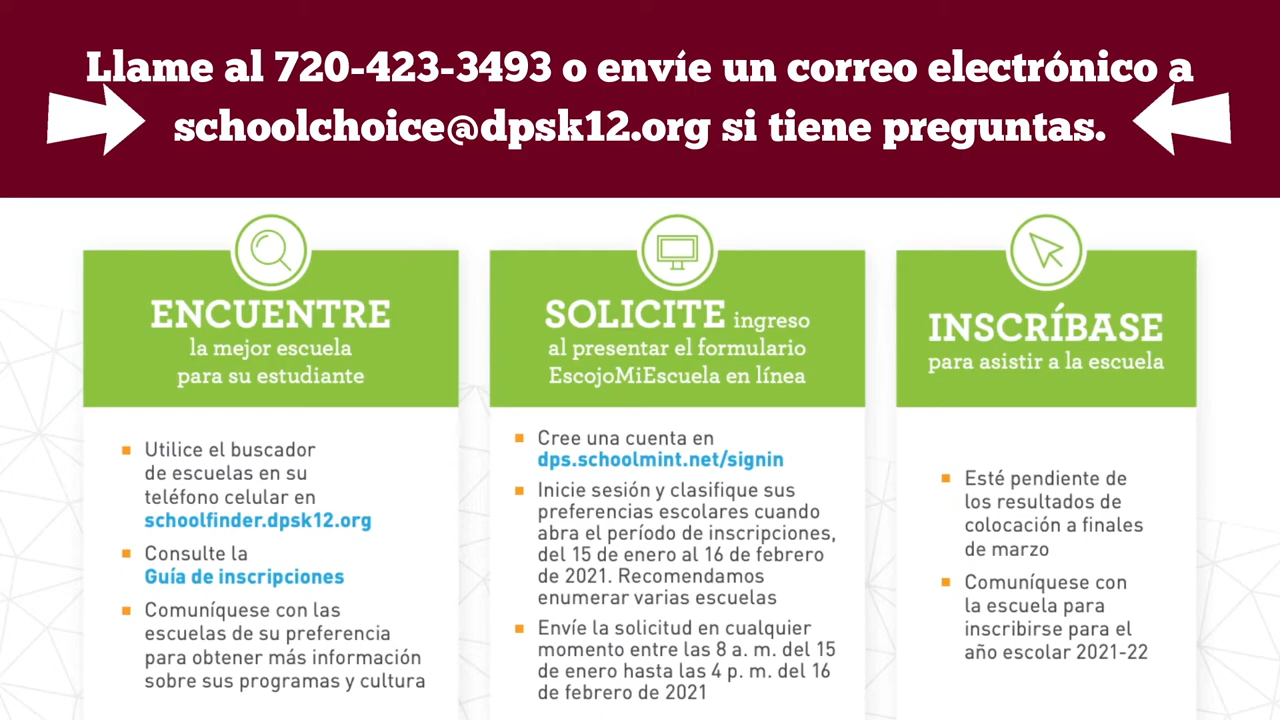 Llame al 720-423-3493 o envíe un correo electrónico a
schoolchoice@dpsk12.org si tiene preguntas.
ENCUENTRE
la mejor escuela
para su estudiante
Utilice el buscador
de escuelas en su
teléfono celular en
schoolfinder.dpsk12.org
Consulte la
Guía de inscripciones
Comuníquese con las
escuelas de su preferencia
para obtener más información
sobre sus programas y cultura
SOLICITE ingreso
al presentar el formulario
EscojoMiEscuela en línea
Cree una cuenta en
dps.schoolmint.net/signin
Inicie sesión y clasifique sus
preferencias escolares cuando
abra el período de inscripciones,
del 15 de enero al 16 de febrero
de 2021. Recomendamos
enumerar varias escuelas
Envíe la solicitud en cualquier
momento entre las 8 a. m. del 15
de enero hasta las 4 p. m. del 16
de febrero de 2021
INSCRÍBASE
para asistir a la escuela
Esté pendiente de
los resultados de
colocación a finales
de marzo
Comuníquese con
la escuela para
inscribirse para el
año escolar 2021-22